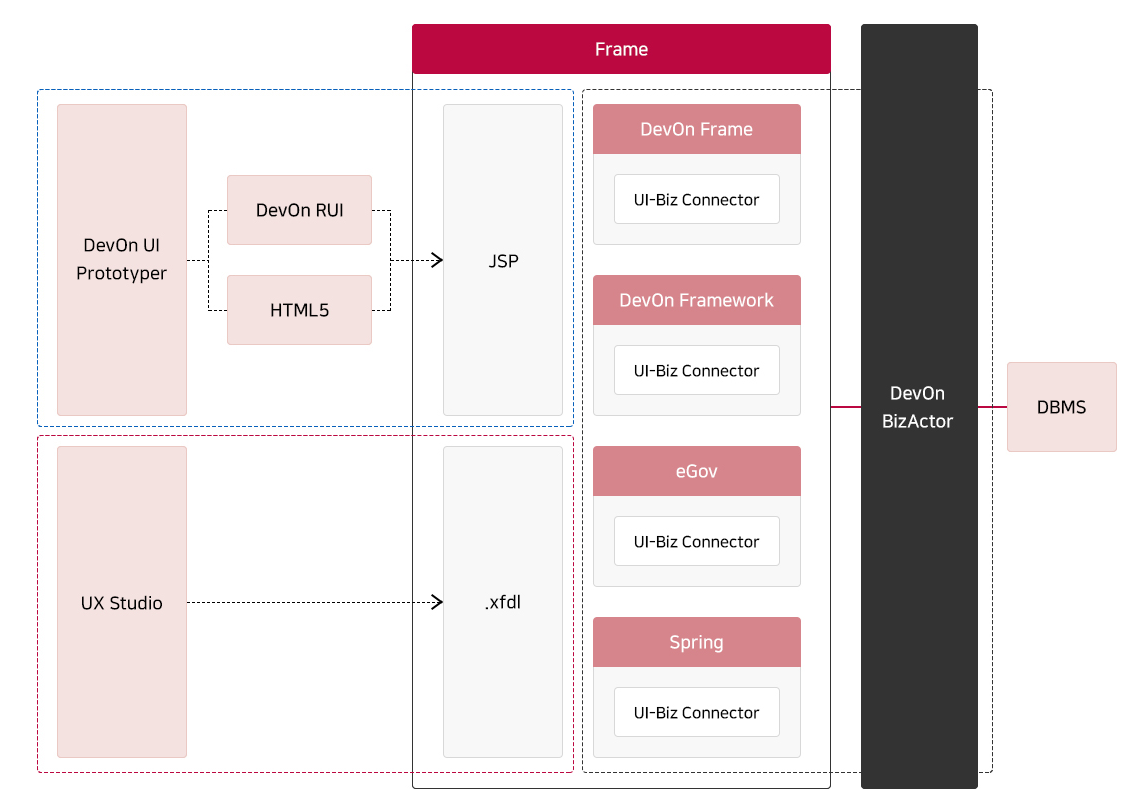 Frame
DevOn UI
Prototyper
DevOn RUI
HTML5
JSP
UX Studio
.xfdl
DevOn Frame
UI-Biz Connector
DevOn Framework
UI-Biz Connector
eGov
UI-Biz Connector
Spring
UI-Biz Connector
DevOn
BizActor
DBMS